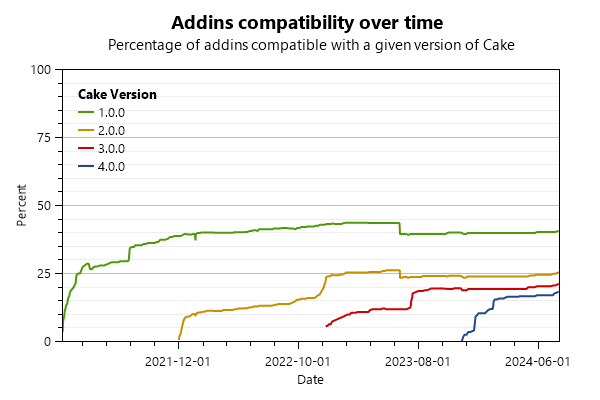 Addins compatibility over time
Percentage of addins compatible with a given version of Cake
100
75
50
25
0
Percent
Cake Version
1.0.0
2.0.0
3.0.0
4.0.0
2021-12-01
2022-10-01
2023-08-01
2024-06-01
Date